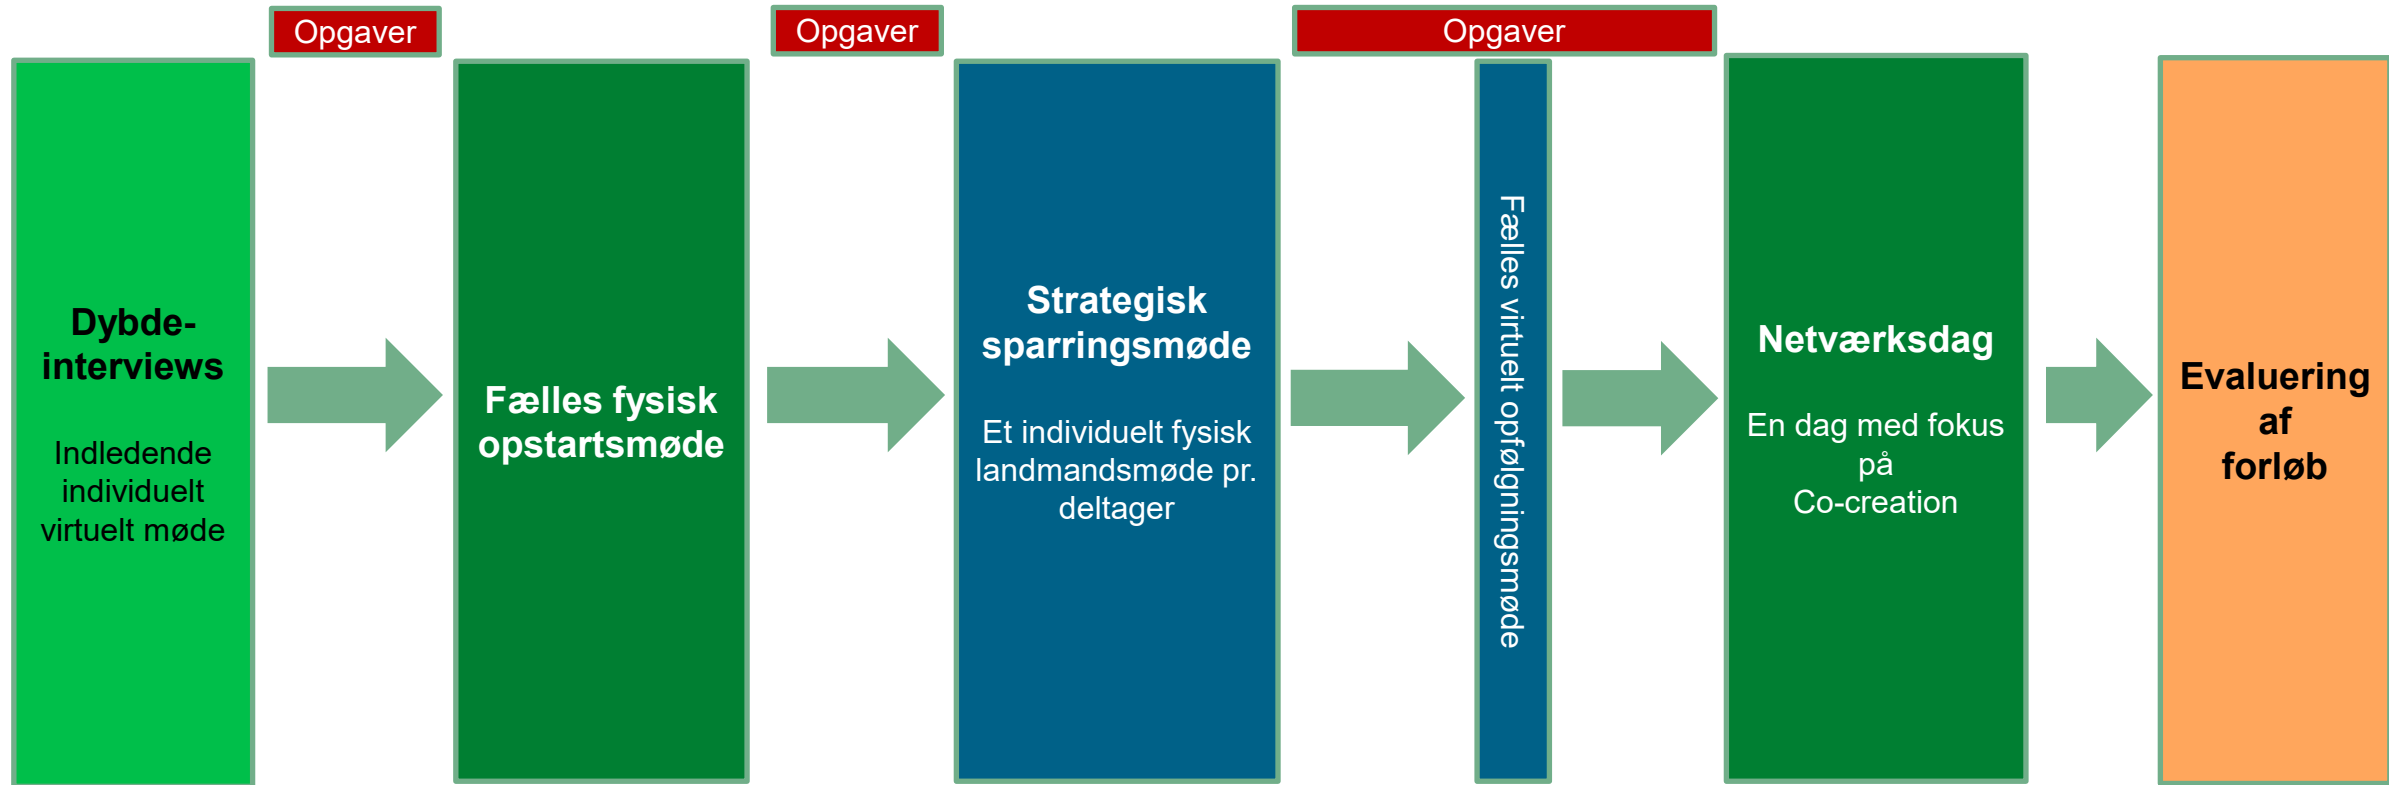 Opgaver
Opgaver
Opgaver
Dybde-
interviews
Indledende
individuelt
virtuelt møde
Fælles fysisk
opstartsmøde
Strategisk
sparringsmøde
Et individuelt fysisk
landmandsmøde pr.
deltager
Fælles virtuelt opfølgningsmøde
Netværksdag
En dag med fokus
på
Co-creation
Evaluering
af
forløb